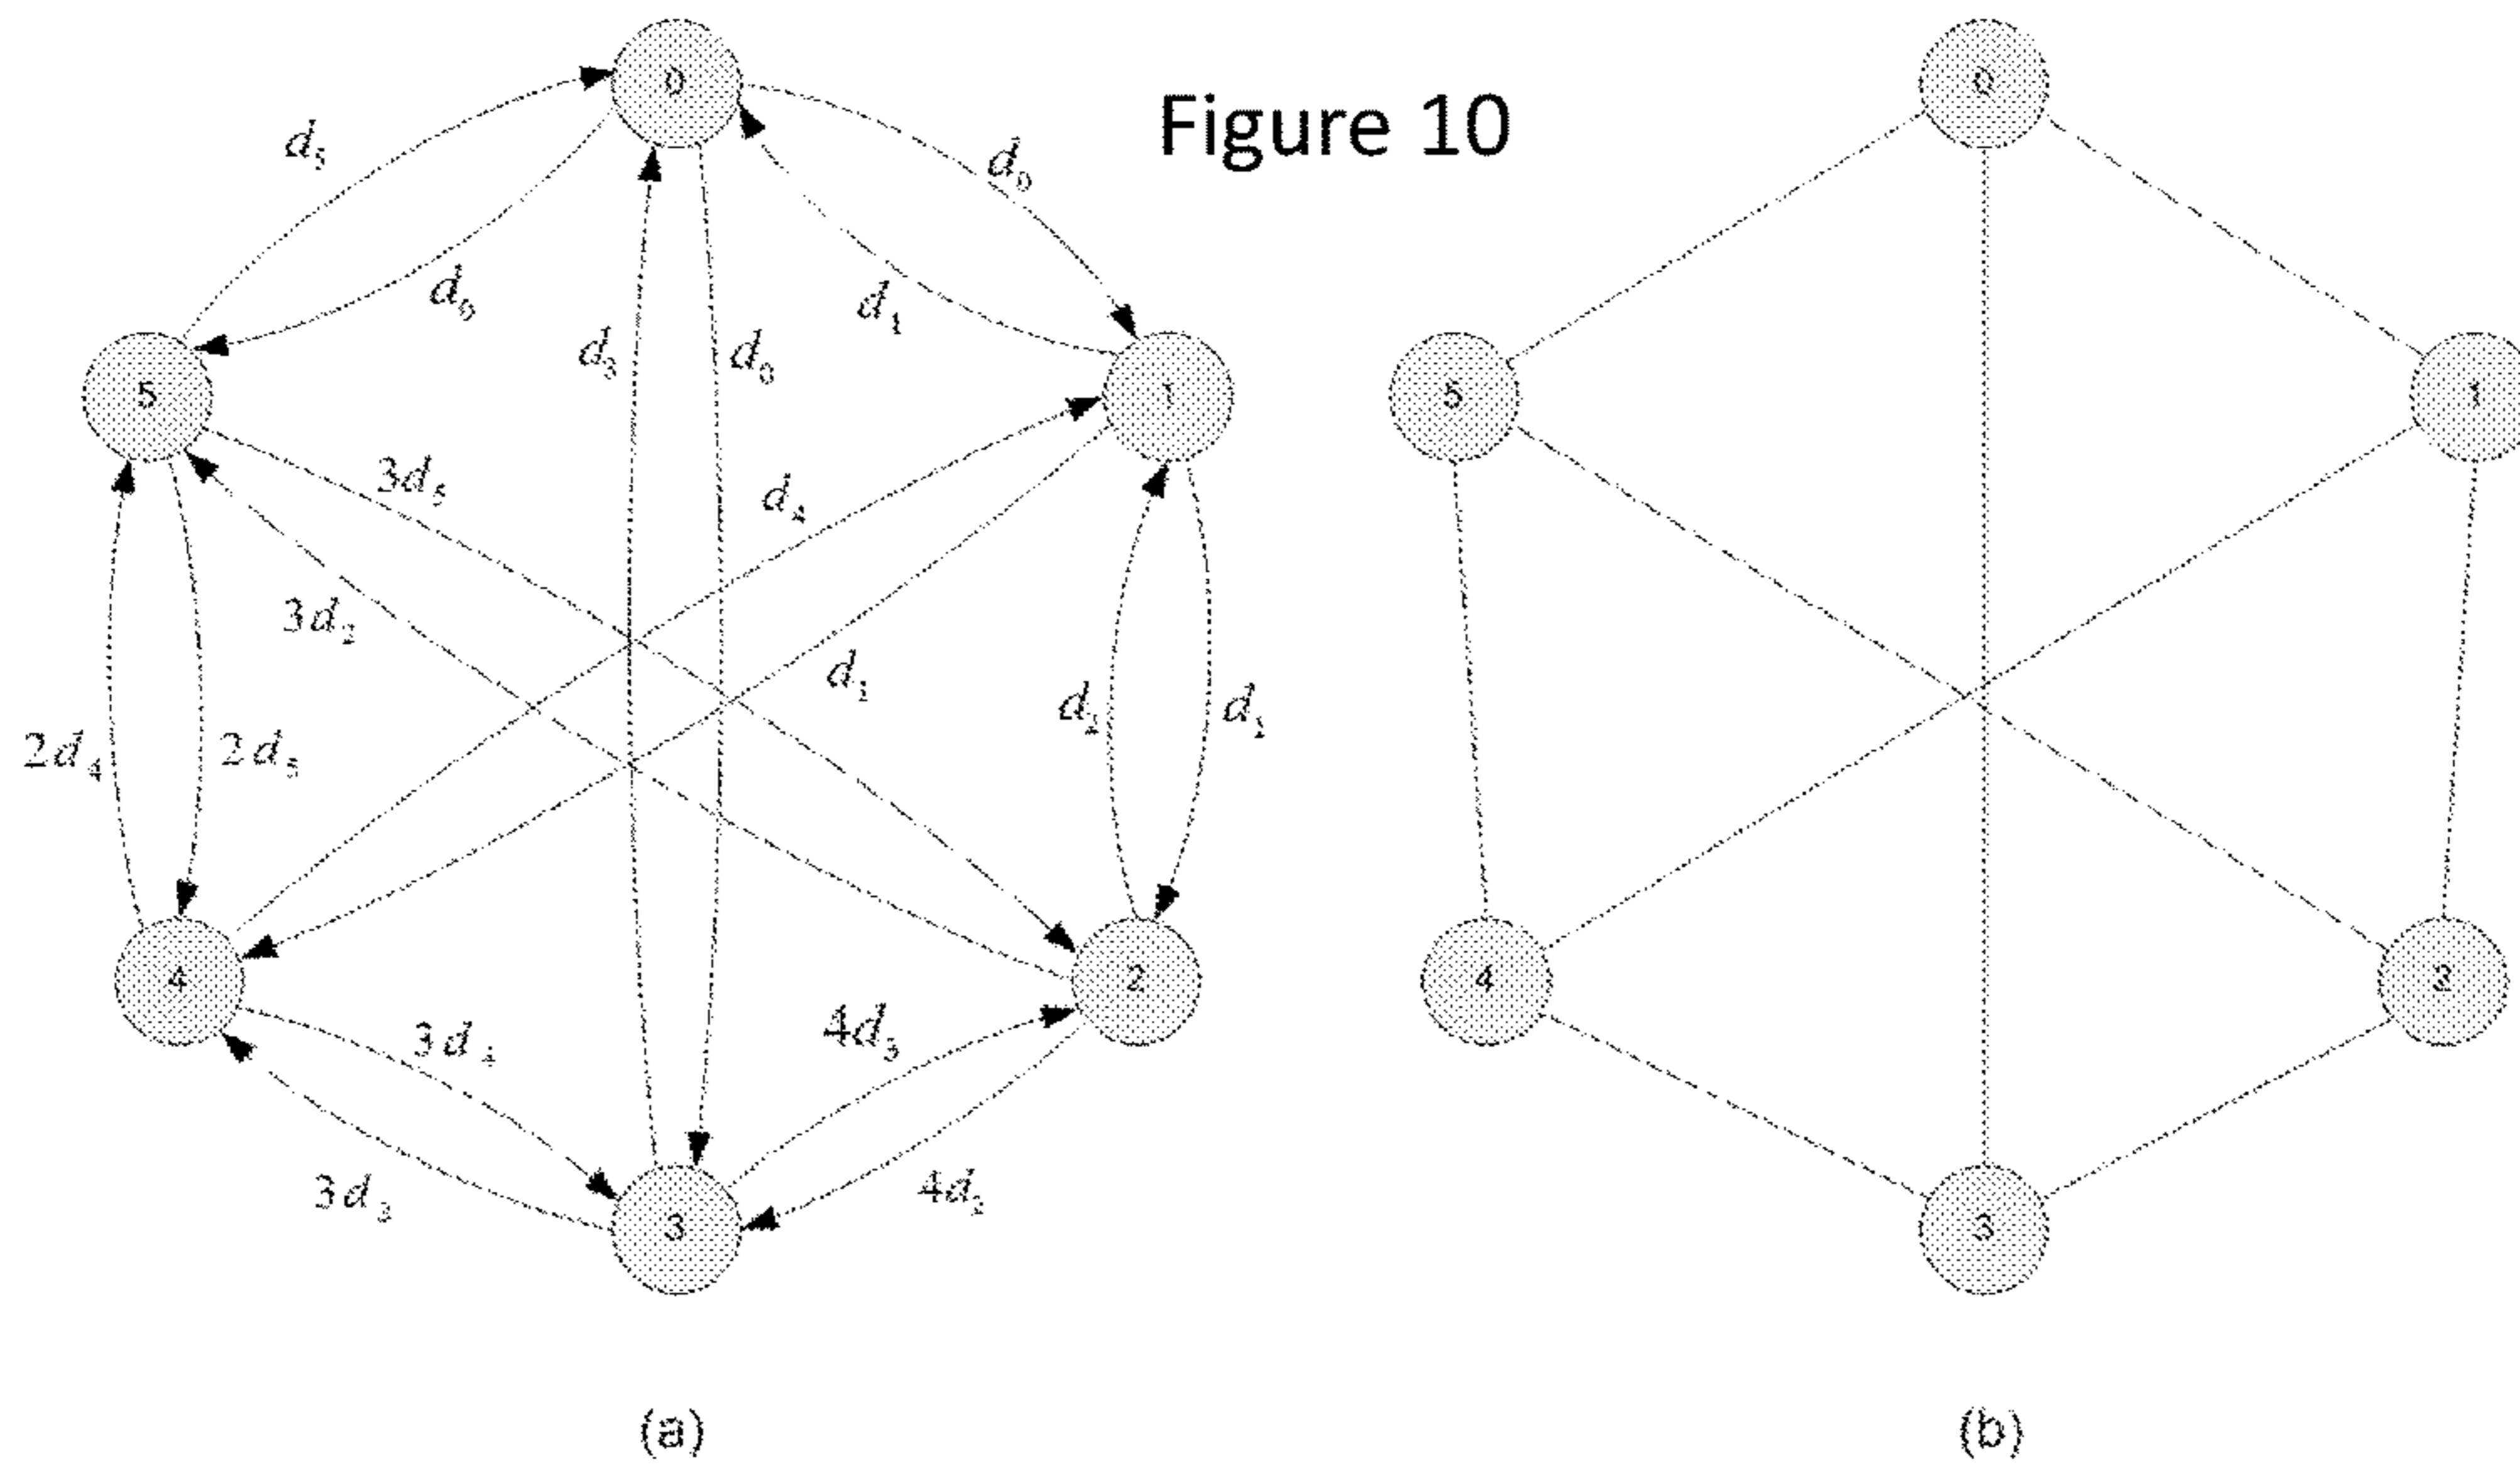 Figure 10
0
0
d₅
d₀
d₀
d₁
d₃
d₀
5
1
5
1
3d₅
d₄
3d₂
d₁
d₂
d₁
2d₄
2d₅
4
2
4
2
3d₄
4d₃
3d₃
4d₂
3
3
(a)
(b)